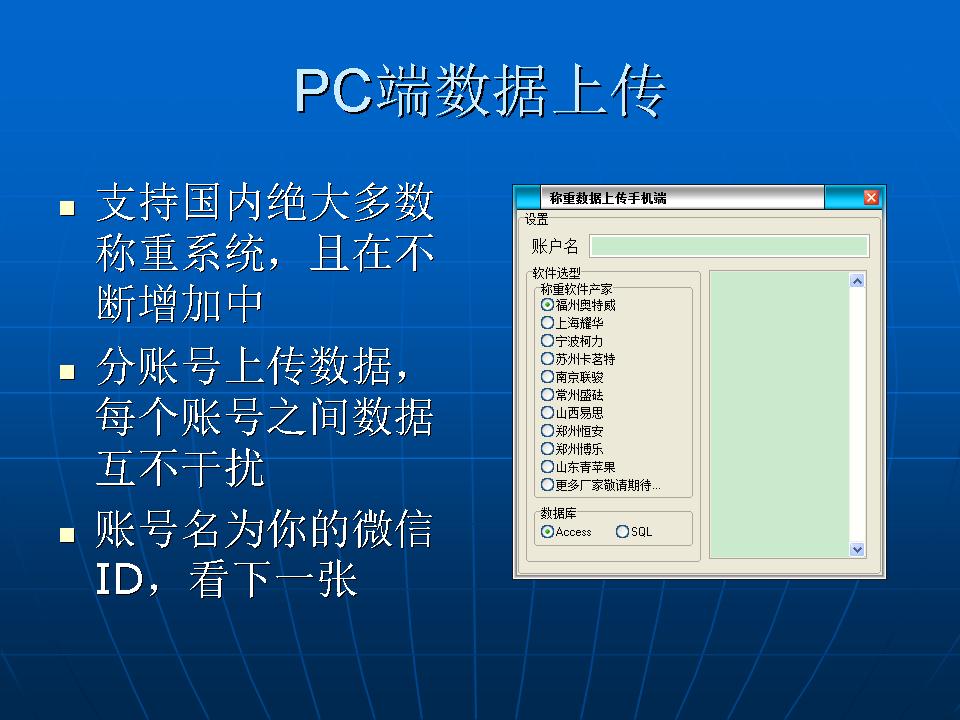 PC端数据上传
支持国内绝大多数
称重系统，且在不
断增加中
分账号上传数据，
每个账号之间数据
互不干扰
账号名为你的微信
ID，看下一张
称重数据上传手机端
设置
账户名
软件选型
称重软件产家
福州奥特威
上海耀华
宁波柯力
苏州卡茗特
南京联骏
常州盛砝
山西易思
郑州恒安
郑州博乐
山东青苹果
更多厂家敬请期待...
数据库
Access SQL